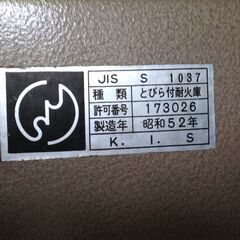 JIS S 1037
種類 とびら付耐火庫
許可番号 173026
製造年 昭和52年
K. I. S